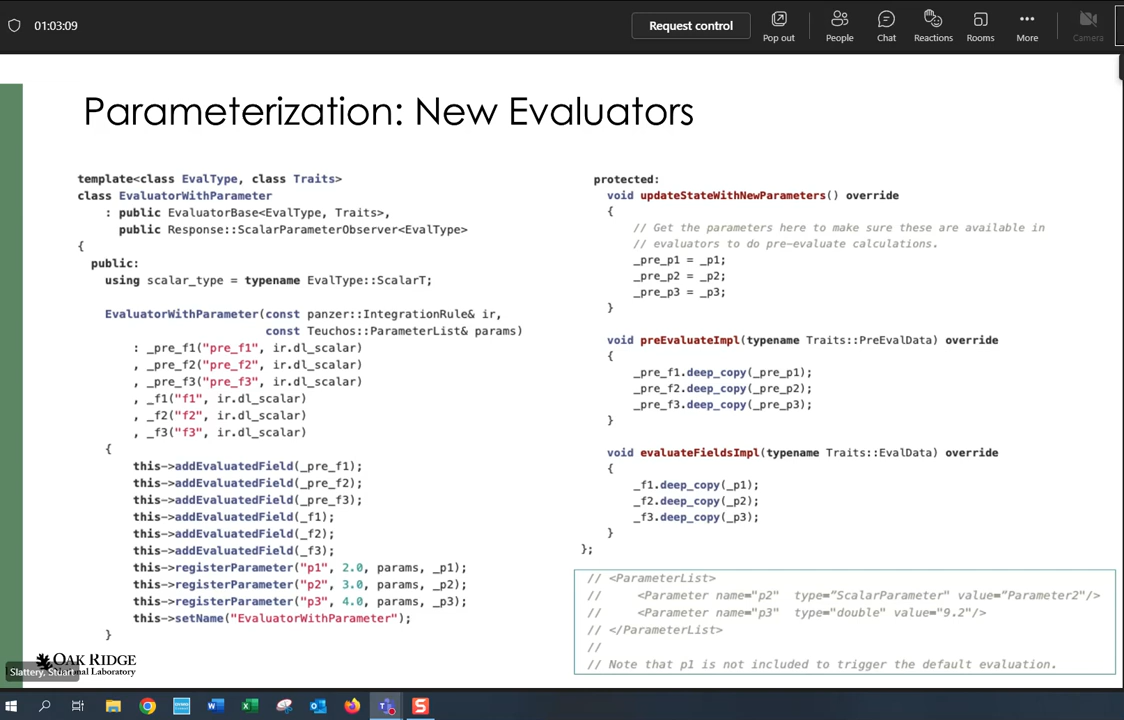 01:03:09
Request control
Pop out
People
Chat
Reactions
Rooms
More
Camera
Parameterization: New Evaluators
template<class EvalType, class Traits>
class EvaluatorWithParameter
: public EvaluatorBase<EvalType, Traits>,
public Response::ScalarParameterObserver<EvalType>
{
public:
using scalar_type = typename EvalType::ScalarT;
EvaluatorWithParameter(const panzer::IntegrationRule& ir,
const Teuchos::ParameterList& params)
: _pre_f1("pre_f1", ir.dl_scalar)
, _pre_f2("pre_f2", ir.dl_scalar)
, _pre_f3("pre_f3", ir.dl_scalar)
, _f1("f1", ir.dl_scalar)
, _f2("f2", ir.dl_scalar)
, _f3("f3", ir.dl_scalar)
{
this->addEvaluatedField(_pre_f1);
this->addEvaluatedField(_pre_f2);
this->addEvaluatedField(_pre_f3);
this->addEvaluatedField(_f1);
this->addEvaluatedField(_f2);
this->addEvaluatedField(_f3);
this->registerParameter("p1", 2.0, params, _p1);
this->registerParameter("p2", 3.0, params, _p2);
this->registerParameter("p3", 4.0, params, _p3);
this->setName("EvaluatorWithParameter");
}
protected:
void updateStateWithNewParameters() override
{
// Get the parameters here to make sure these are available in
// evaluators to do pre-evaluate calculations.
_pre_p1 = _p1;
_pre_p2 = _p2;
_pre_p3 = _p3;
}
void preEvaluateImpl(typename Traits::PreEvalData) override
{
_pre_f1.deep_copy(_pre_p1);
_pre_f2.deep_copy(_pre_p2);
_pre_f3.deep_copy(_pre_p3);
}
void evaluateFieldsImpl(typename Traits::EvalData) override
{
_f1.deep_copy(_p1);
_f2.deep_copy(_p2);
_f3.deep_copy(_p3);
}
};
// <ParameterList>
// <Parameter name="p2" type="ScalarParameter" value="Parameter2"/>
// <Parameter name="p3" type="double" value="9.2"/>
// </ParameterList>
//
// Note that p1 is not included to trigger the default evaluation.
OAK RIDGE
Laboratory
Slattery, Stuart